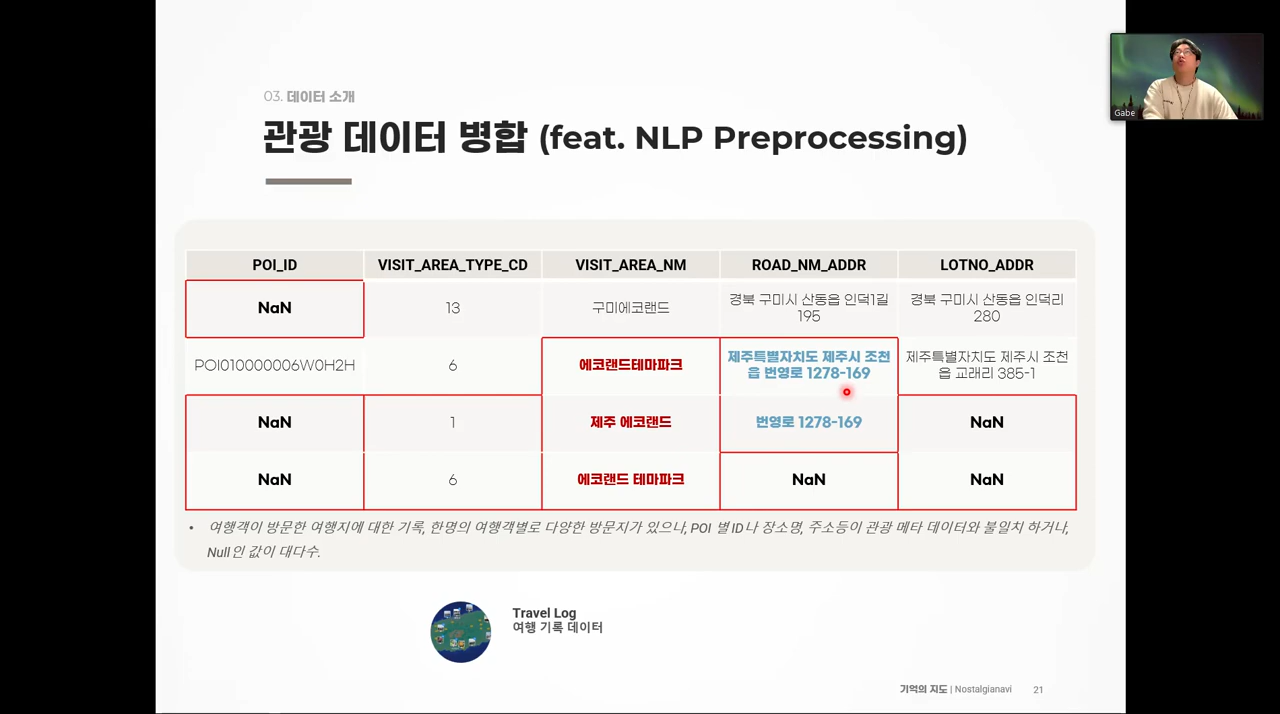 03. 데이터 소개
관광 데이터 병합 (feat. NLP Preprocessing)
Gabe
POI_ID VISIT_AREA_TYPE_CD VISIT_AREA_NM ROAD_NM_ADDR LOTNO_ADDR
NaN 13 구미에코랜드 경북 구미시 산동읍 인덕1길 195 경북 구미시 산동읍 인덕리 280
POI010000006W0H2H 6 에코랜드테마파크 제주특별자치도 제주시 조천읍 번영로 1278-169 제주특별자치도 제주시 조천읍 교래리 385-1
NaN 1 제주 에코랜드 번영로 1278-169 NaN
NaN 6 에코랜드 테마파크 NaN NaN
• 여행객이 방문한 여행지에 대한 기록, 한명의 여행객별로 다양한 방문지가 있으나, POI 별 ID나 장소명, 주소등이 관광 메타 데이터와 불일치 하거나,
Null인 값이 대다수.
Travel Log
여행 기록 데이터
기억의 지도 | Nostalgianavi 21